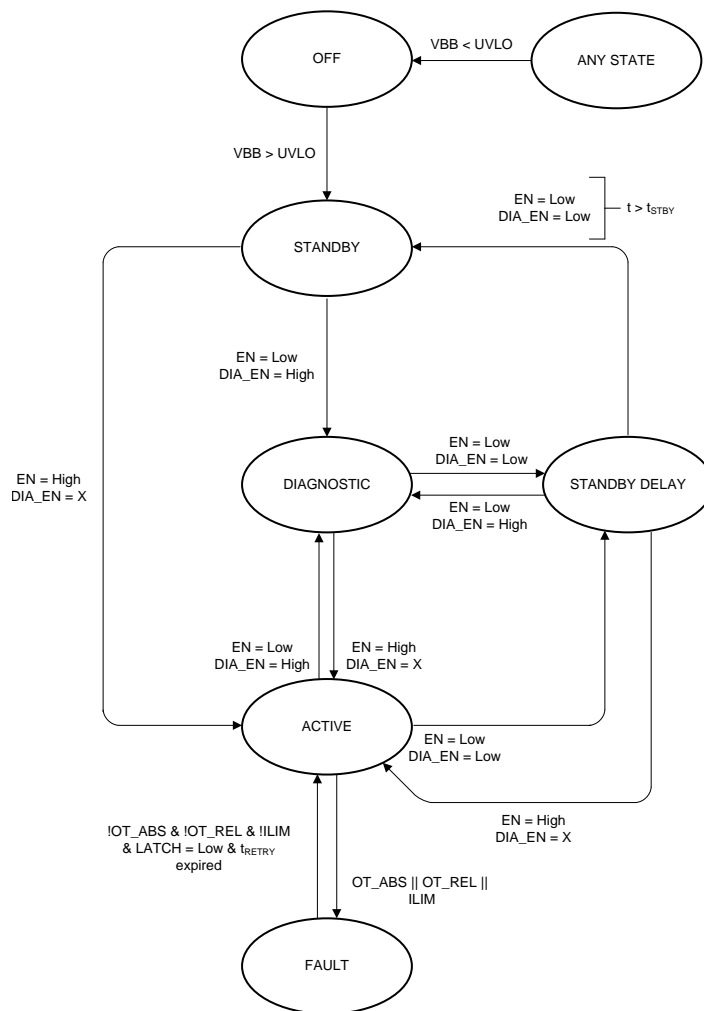 VBB < UVLO
OFF
ANY STATE
VBB > UVLO
EN = Low
DIA_EN = Low
t > tSTBY
STANDBY
EN = Low
DIA_EN = High
EN = High
DIA_EN = X
DIAGNOSTIC
EN = Low
DIA_EN = Low
EN = Low
DIA_EN = High
STANDBY DELAY
EN = Low
DIA_EN = High
EN = High
DIA_EN = X
ACTIVE
EN = Low
DIA_EN = Low
EN = High
DIA_EN = X
!OT_ABS & !OT_REL & !ILIM
& LATCH = Low & tRETRY
expired
OT_ABS || OT_REL ||
ILIM
FAULT